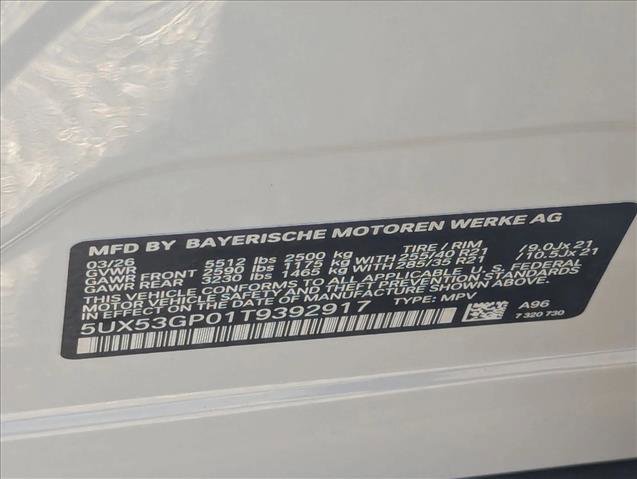 MFD BY BAYERISCHE MOTOREN WERKE AG
03/26 TIRE / RIM
GVWR 5512 lbs 2500 kg
GAWR FRONT 2590 lbs 1175 kg WITH 255/40 R21 / 9.0Jx21
GAWR REAR 3230 lbs 1465 kg WITH 285/35 R21 / 10.5Jx21
THIS VEHICLE CONFORMS TO ALL APPLICABLE U.S. FEDERAL
MOTOR VEHICLE SAFETY AND THEFT PREVENTION STANDARDS
IN EFFECT ON THE DATE OF MANUFACTURE SHOWN ABOVE.
5UX53GP01T9392917 TYPE: MPV A96
7 320 730